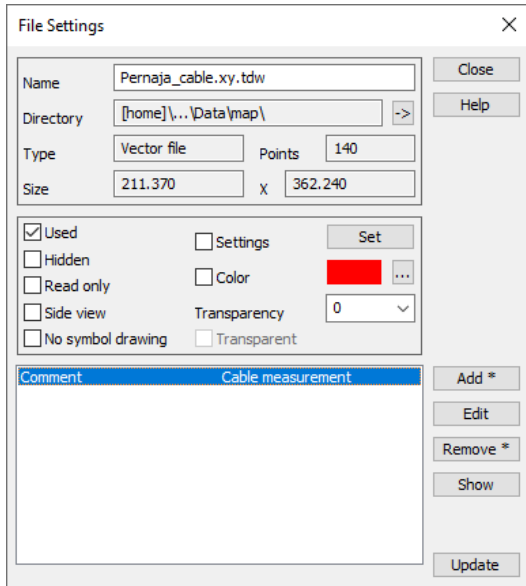 File Settings
Name Pernaja_cable.xy.tdw Close
Directory [home]\...\Data\map\ -> Help
Type Vector file Points 140
Size 211.370 X 362.240
Used Settings Set
Hidden
Color ...
Read only
Side view Transparency 0
No symbol drawing Transparent
Comment Cable measurement Add *
Edit
Remove *
Show
Update